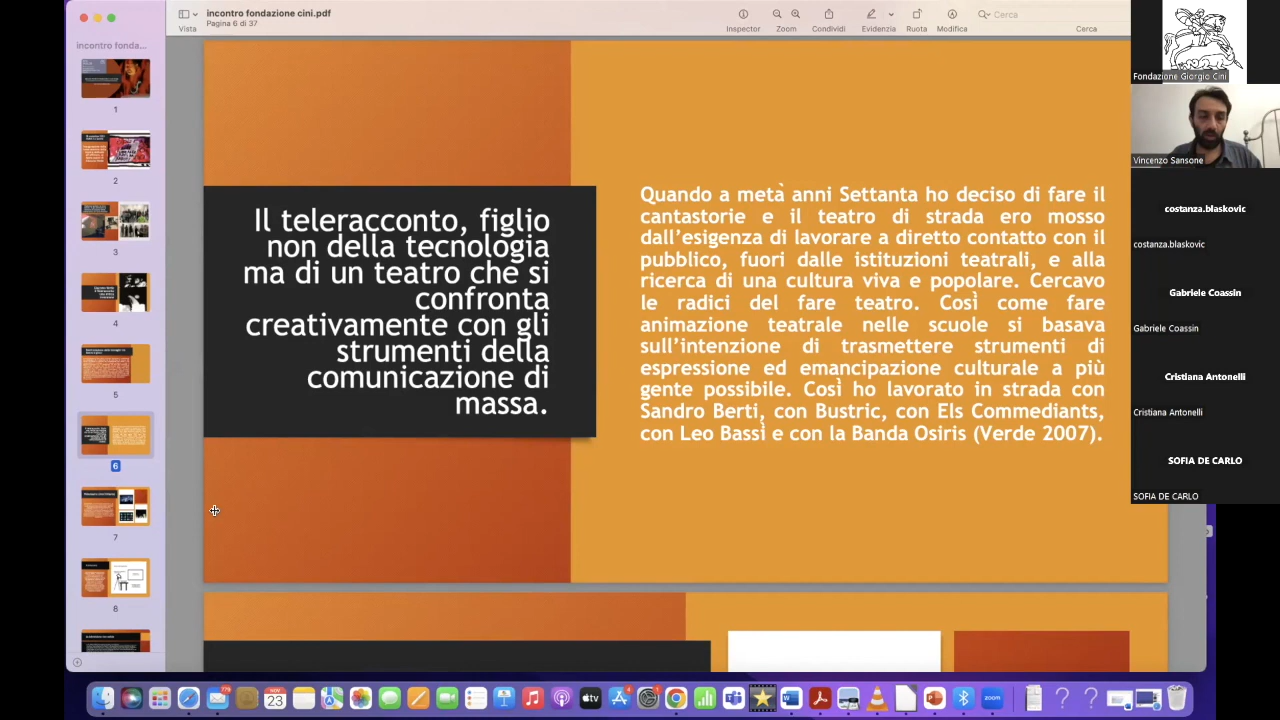 incontro fondazione cini.pdf
Pagina 6 di 37
Vista
Inspector
Zoom
Condividi
Evidenzia
Ruota
Modifica
Cerca
Cerca
incontro fonda...
1
2
3
4
5
6
7
8
Il teleracconto, figlio
non della tecnologia
ma di un teatro che si
confronta
creativamente con gli
strumenti della
comunicazione di
massa.
Quando a metà anni Settanta ho deciso di fare il
cantastorie e il teatro di strada ero mosso
dall'esigenza di lavorare a diretto contatto con il
pubblico, fuori dalle istituzioni teatrali, e alla
ricerca di una cultura viva e popolare. Cercavo
le radici del fare teatro. Così come fare
animazione teatrale nelle scuole si basava
sull'intenzione di trasmettere strumenti di
espressione ed emancipazione culturale a più
gente possibile. Così ho lavorato in strada con
Sandro Berti, con Bustric, con Els Commediants,
con Leo Bassì e con la Banda Osiris (Verde 2007).
Fondazione Giorgio Cini
Vincenzo Sansone
costanza.blaskovic
costanza.blaskovic
Gabriele Coassin
Gabriele Coassin
Cristiana Antonelli
Cristiana Antonelli
SOFIA DE CARLO
SOFIA DE CARLO
NOV
23
tv
zoom